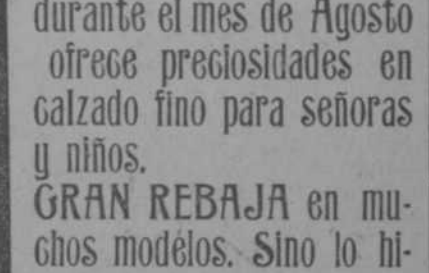 durante el mes de Agosto
ofrece preciosidades en
calzado fino para señoras
y niños.
GRAN REBAJA en mu-
chos modelos. Sino lo hi-